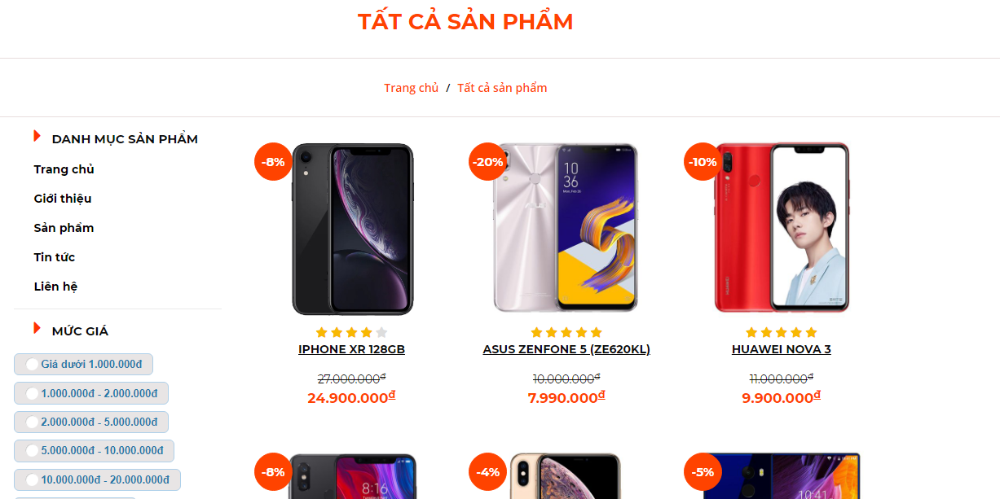 TẤT CẢ SẢN PHẨM
Trang chủ / Tất cả sản phẩm
DANH MỤC SẢN PHẨM
Trang chủ
Giới thiệu
Sản phẩm
Tin tức
Liên hệ
MỨC GIÁ
Giá dưới 1.000.000đ
1.000.000đ - 2.000.000đ
2.000.000đ - 5.000.000đ
5.000.000đ - 10.000.000đ
10.000.000đ - 20.000.000đ
-8%
IPHONE XR 128GB
27.000.000₫
24.900.000₫
-20%
10
36
ASUS ZENFONE 5 (ZE620KL)
10.000.000₫
7.990.000₫
-10%
HUAWEI NOVA 3
11.000.000₫
9.900.000₫
-8%
8:16
-4%
-5%
10:41